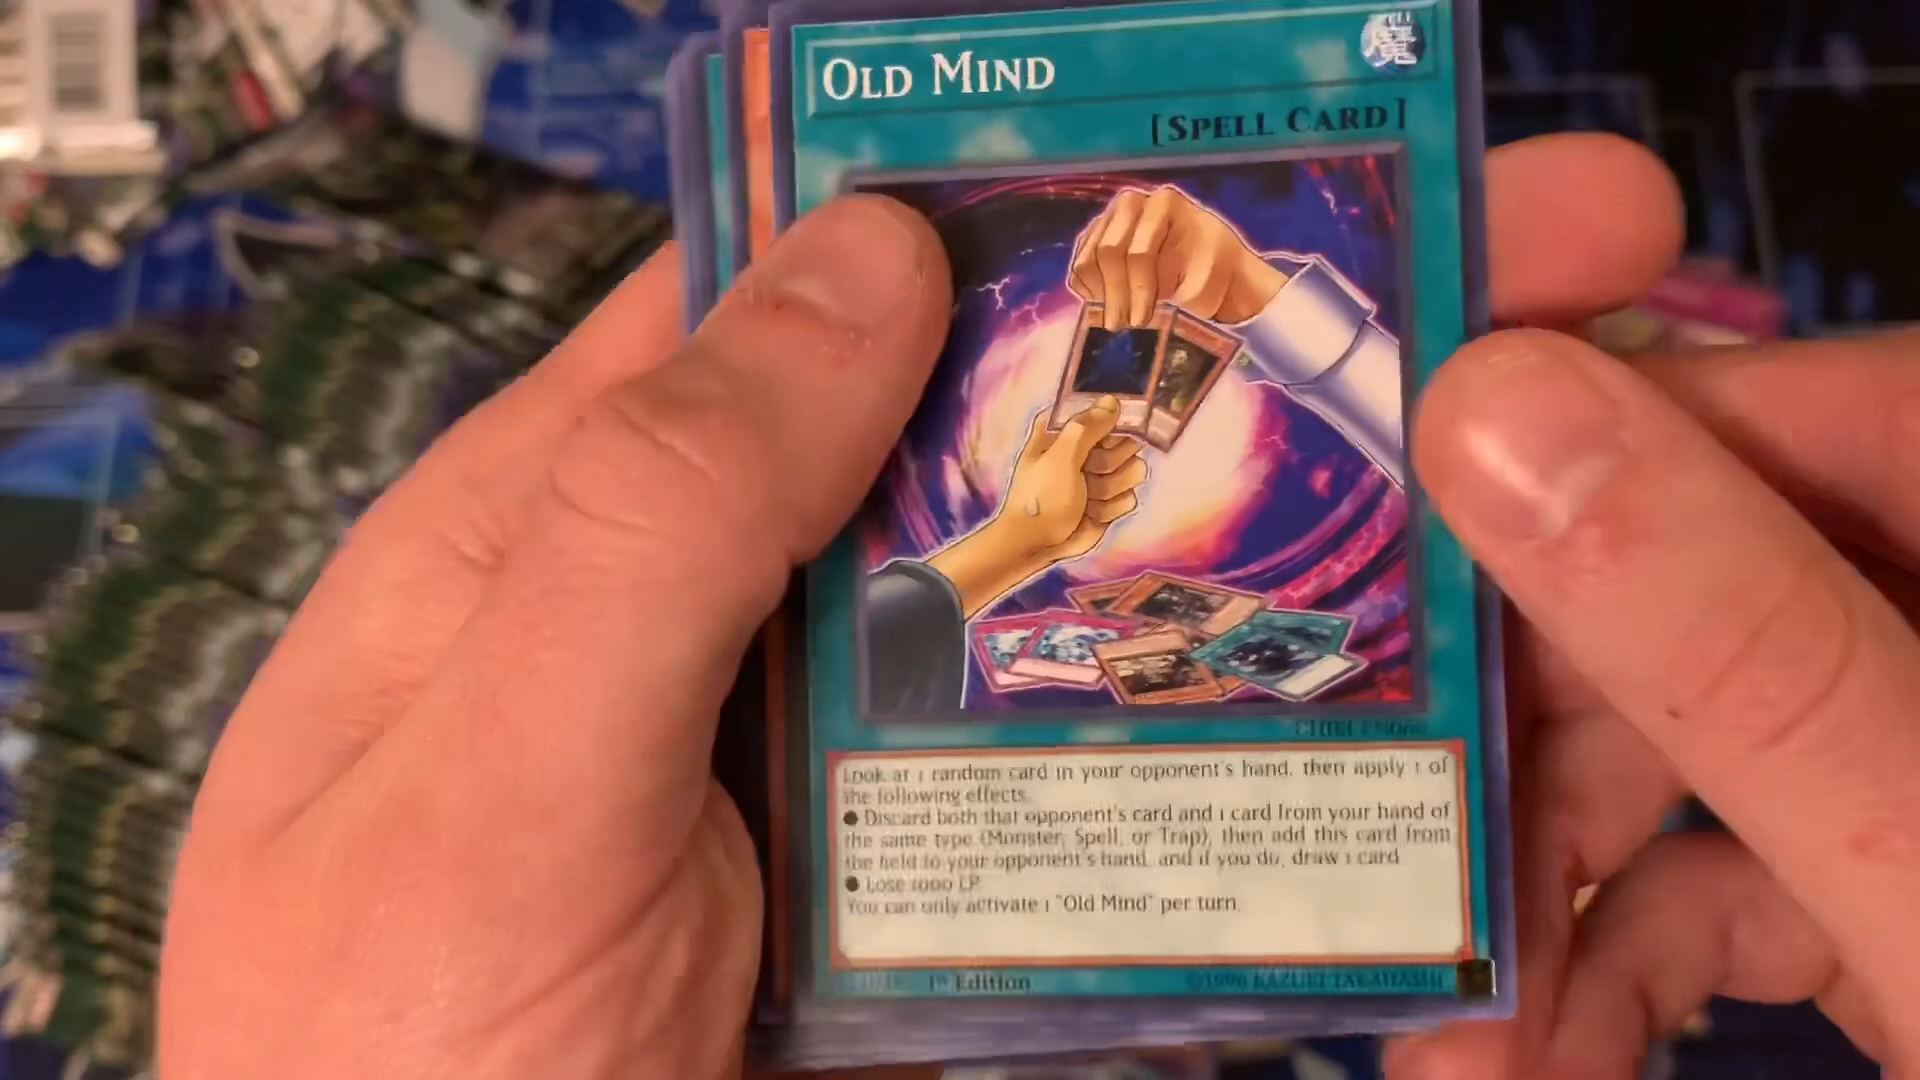 OLD MIND
[SPELL CARD]
Look at 1 random card in your opponent's hand, then apply 1 of
the following effects.
● Discard both that opponent's card and 1 card from your hand of
the same type (Monster, Spell, or Trap), then add this card from
the field to your opponent's hand, and if you do, draw 1 card.
● Lose 1000 LP.
You can only activate 1 "Old Mind" per turn.
1st Edition
©1996 KAZUKI TAKAHASHI